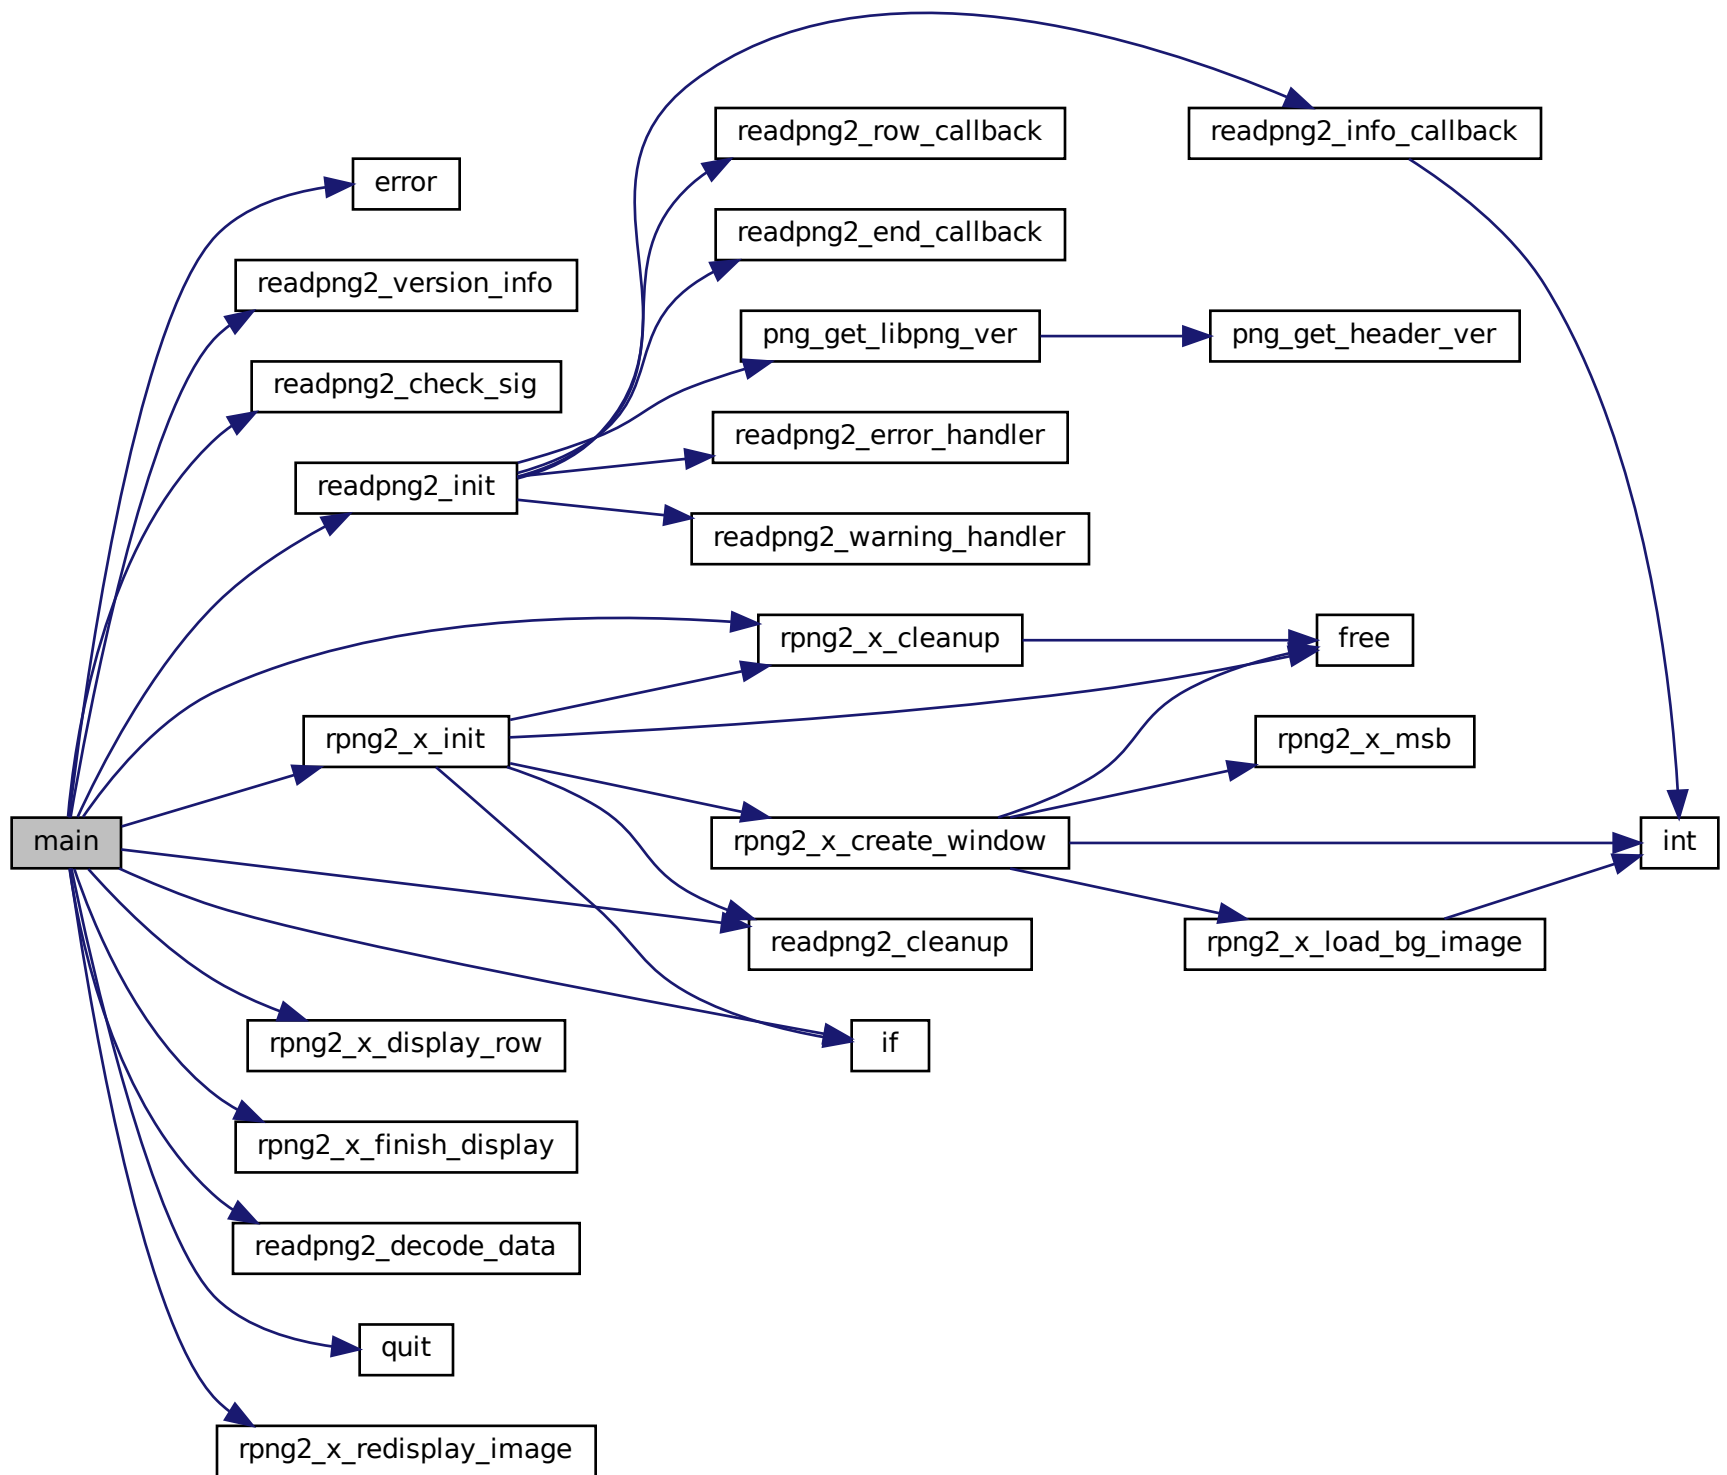 readpng2_row_callback
readpng2_info_callback
error
readpng2_end_callback
readpng2_version_info
png_get_libpng_ver
png_get_header_ver
readpng2_check_sig
readpng2_error_handler
readpng2_init
readpng2_warning_handler
rpng2_x_cleanup
free
rpng2_x_init
rpng2_x_msb
main
rpng2_x_create_window
int
readpng2_cleanup
rpng2_x_load_bg_image
rpng2_x_display_row
if
rpng2_x_finish_display
readpng2_decode_data
quit
rpng2_x_redisplay_image